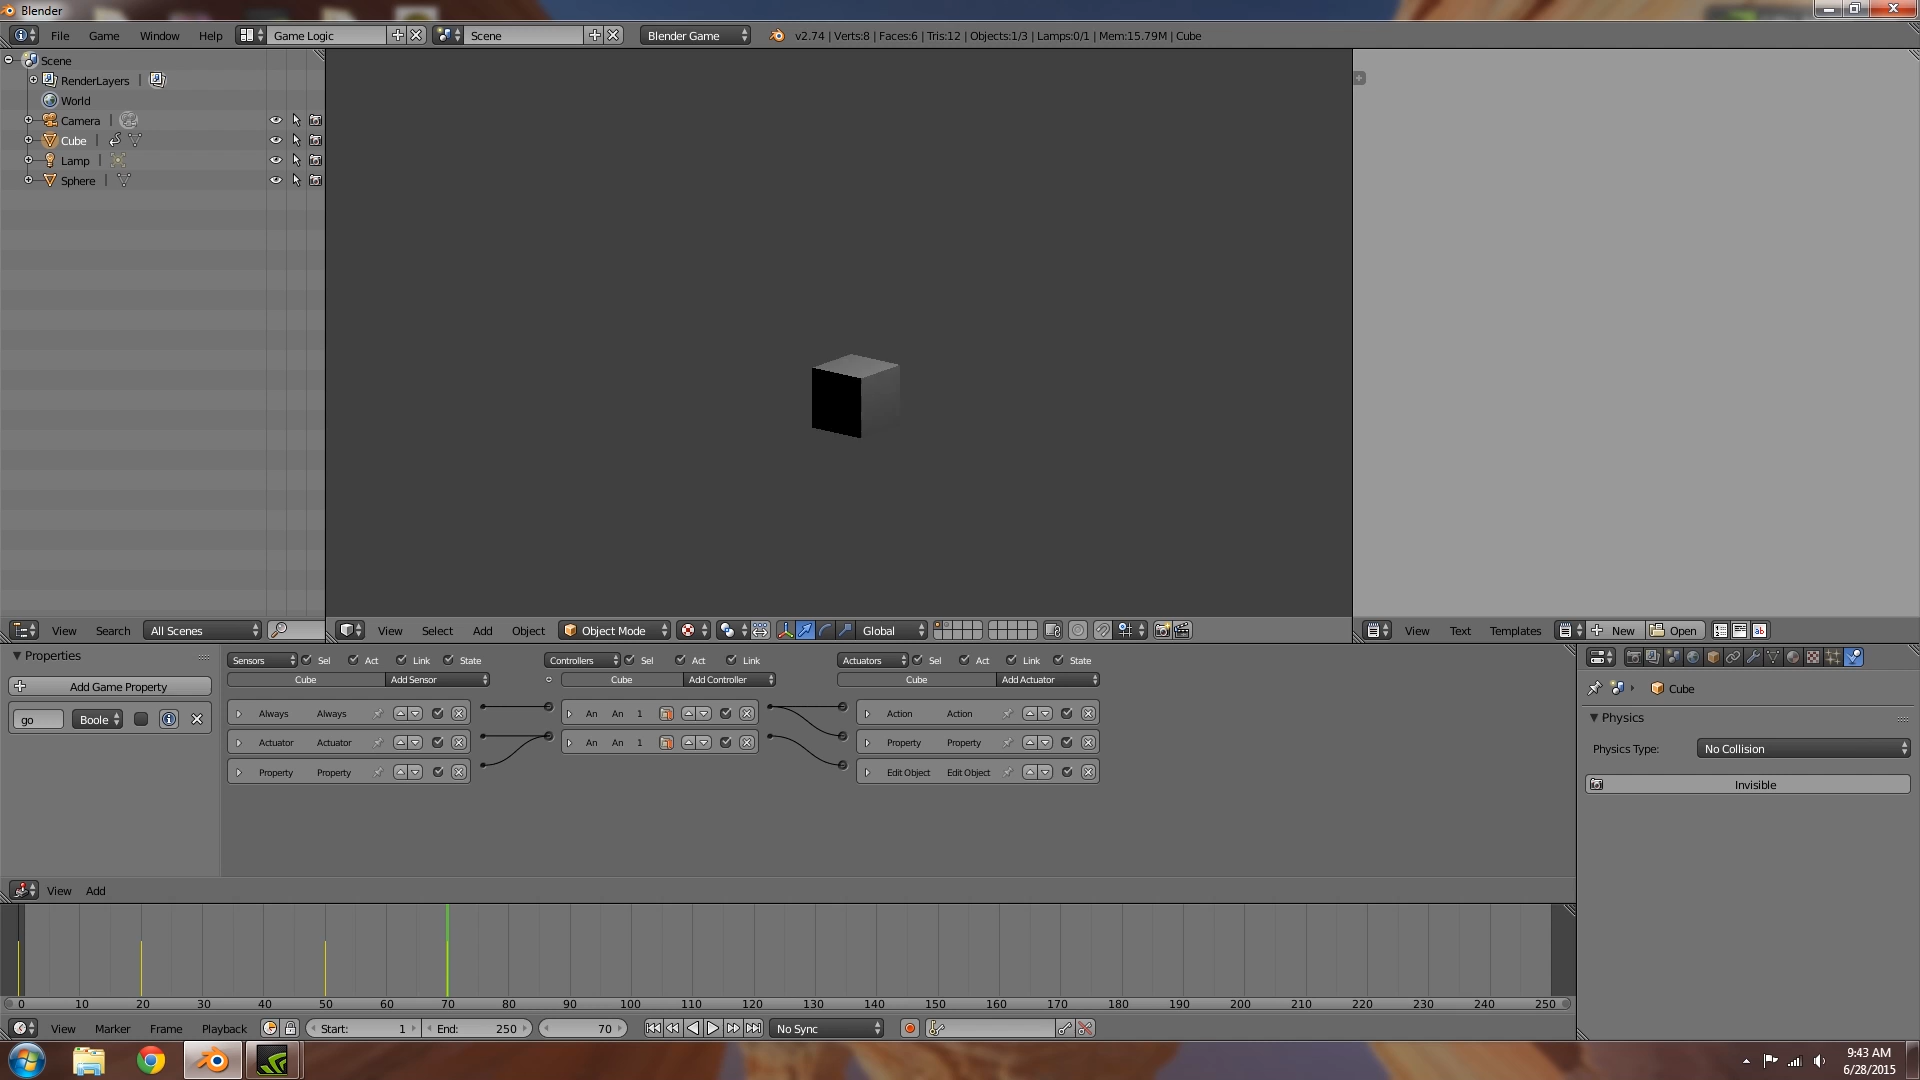 Blender
File Game Window Help Game Logic Scene Blender Game v2.74 | Verts:8 | Faces:6 | Tris:12 | Objects:1/3 | Lamps:0/1 | Mem:15.79M | Cube
Scene
RenderLayers |
World
Camera |
Cube |
Lamp |
Sphere |
View Search All Scenes
View Select Add Object Object Mode Global
View Text Templates New Open
Properties
Add Game Property
go Boole
Sensors Sel Act Link State
Cube Add Sensor
Always Always
Actuator Actuator
Property Property
Controllers Sel Act Link
Cube Add Controller
An An 1
An An 1
Actuators Sel Act Link State
Cube Add Actuator
Action Action
Property Property
Edit Object Edit Object
Cube
Physics
Physics Type: No Collision
Invisible
View Add
0 10 20 30 40 50 60 70 80 90 100 110 120 130 140 150 160 170 180 190 200 210 220 230 240 250
View Marker Frame Playback Start: 1 End: 250 70 No Sync
9:43 AM
6/28/2015